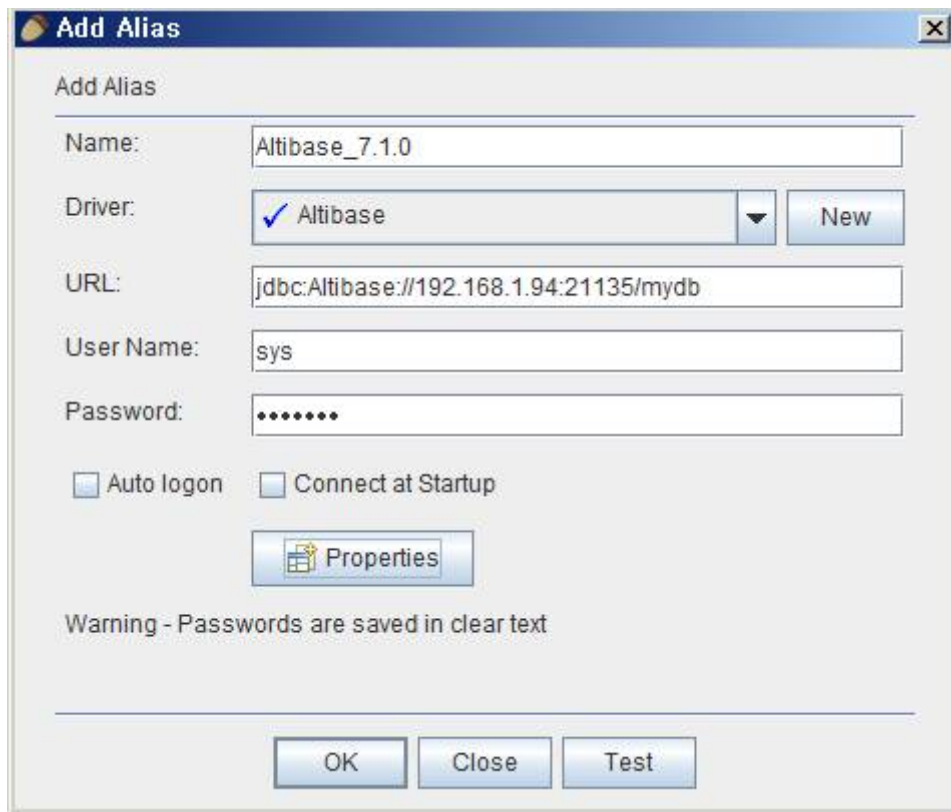 Add Alias
Add Alias
Name: Altibase_7.1.0
Driver: Altibase New
URL: jdbc:Altibase://192.168.1.94:21135/mydb
User Name: sys
Password: •••••••
Auto logon Connect at Startup
Properties
Warning - Passwords are saved in clear text
OK Close Test